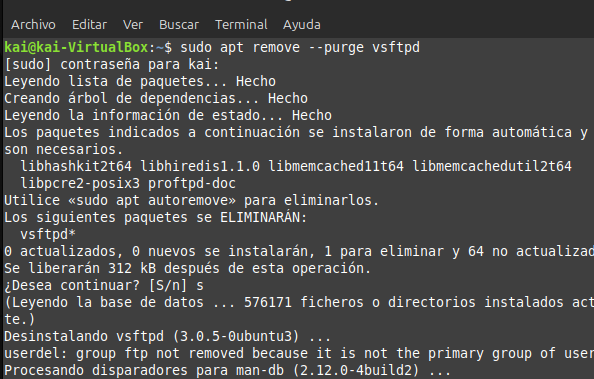 Archivo Editar Ver Buscar Terminal Ayuda
kai@kai-VirtualBox:~$ sudo apt remove --purge vsftpd
[sudo] contraseña para kai:
Leyendo lista de paquetes... Hecho
Creando árbol de dependencias... Hecho
Leyendo la información de estado... Hecho
Los paquetes indicados a continuación se instalaron de forma automática y
son necesarios.
libhashkit2t64 libhiredis1.1.0 libmemcached11t64 libmemcachedutil2t64
libpcre2-posix3 proftpd-doc
Utilice «sudo apt autoremove» para eliminarlos.
Los siguientes paquetes se ELIMINARÁN:
vsftpd*
0 actualizados, 0 nuevos se instalarán, 1 para eliminar y 64 no actualizad
Se liberarán 312 kB después de esta operación.
¿Desea continuar? [S/n] s
(Leyendo la base de datos ... 576171 ficheros o directorios instalados act
te.)
Desinstalando vsftpd (3.0.5-0ubuntu3) ...
userdel: group ftp not removed because it is not the primary group of user
Procesando disparadores para man-db (2.12.0-4build2) ...